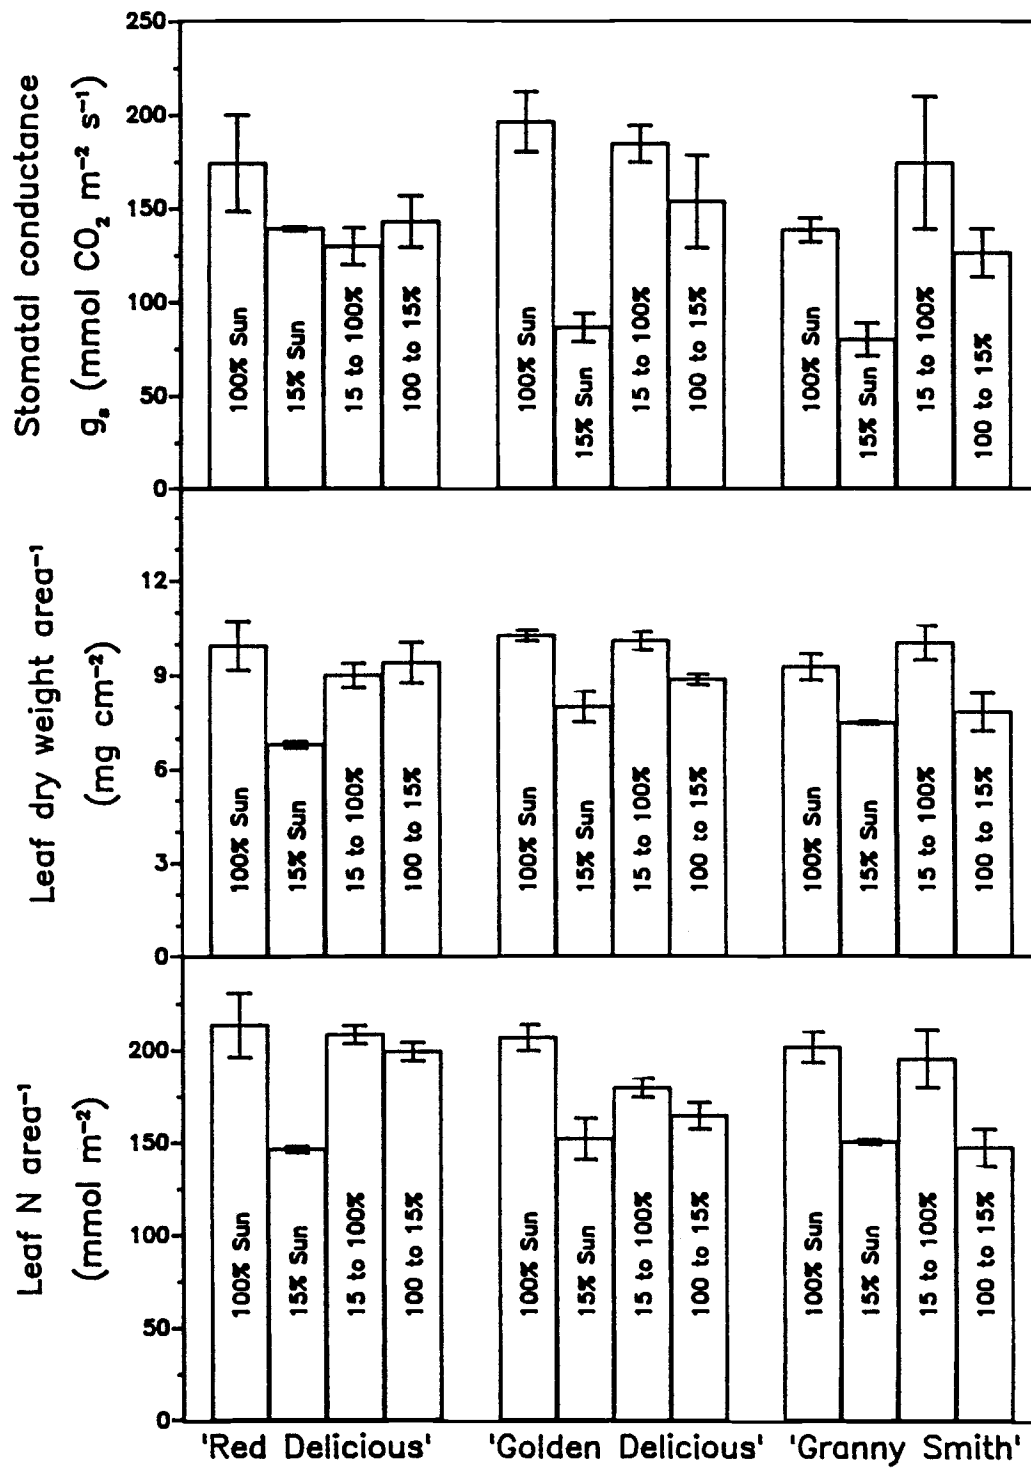 Stomatal conductance
gₛ (mmol CO₂ m⁻² s⁻¹)
250
200
150
100
50
0
100% Sun
15% Sun
15 to 100%
100 to 15%
100% Sun
15% Sun
15 to 100%
100 to 15%
100% Sun
15% Sun
15 to 100%
100 to 15%
Leaf dry weight area⁻¹
(mg cm⁻²)
12
9
6
3
0
100% Sun
15% Sun
15 to 100%
100 to 15%
100% Sun
15% Sun
15 to 100%
100 to 15%
100% Sun
15% Sun
15 to 100%
100 to 15%
Leaf N area⁻¹
(mmol m⁻²)
200
150
100
50
0
100% Sun
15% Sun
15 to 100%
100 to 15%
100% Sun
15% Sun
15 to 100%
100 to 15%
100% Sun
15% Sun
15 to 100%
100 to 15%
'Red Delicious' 'Golden Delicious' 'Granny Smith'